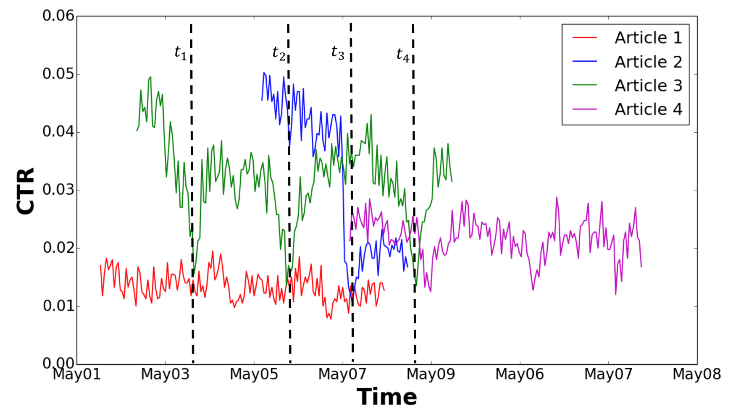 0.06
0.05
0.04
0.03
0.02
0.01
0.00
CTR
t1
t2
t3
t4
Article 1
Article 2
Article 3
Article 4
May01
May03
May05
May07
May09
May06
May07
May08
Time